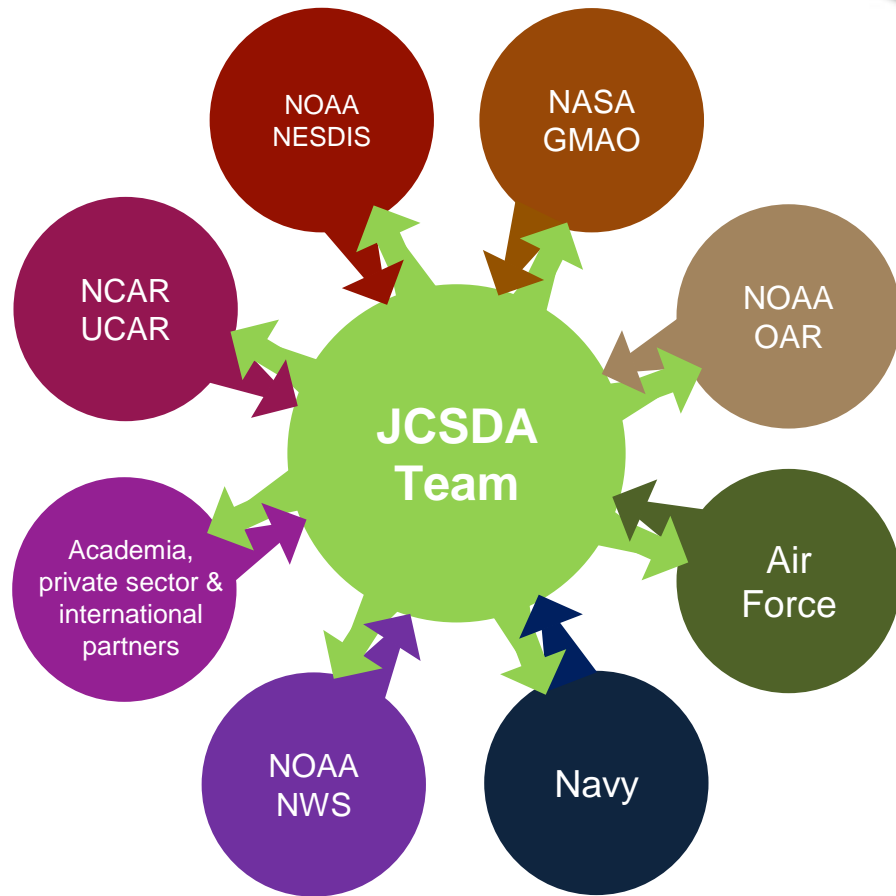 NOAA
NESDIS
NASA
GMAO
NCAR
UCAR
NOAA
OAR
JCSDA
Team
Academia,
private sector &
international
partners
Air
Force
NOAA
NWS
Navy